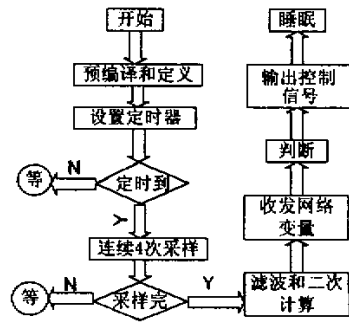 开始
预编译和定义
设置定时器
定时到
N
等
Y
连续4次采样
采样完
N
等
Y
滤波和二次
计算
收发网络
变量
判断
输出控制
信号
睡眠